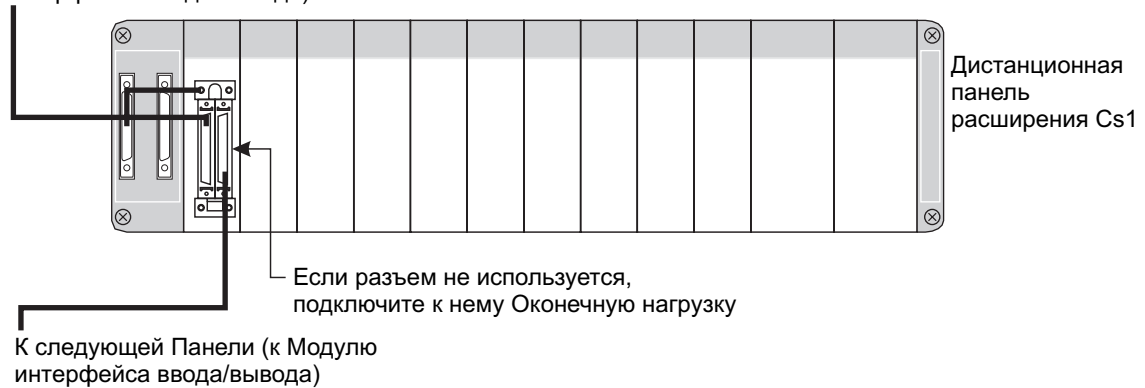 Дистанционная
панель
расширения Cs1
Если разъем не используется,
подключите к нему Оконечную нагрузку
К следующей Панели (к Модулю
интерфейса ввода/вывода)